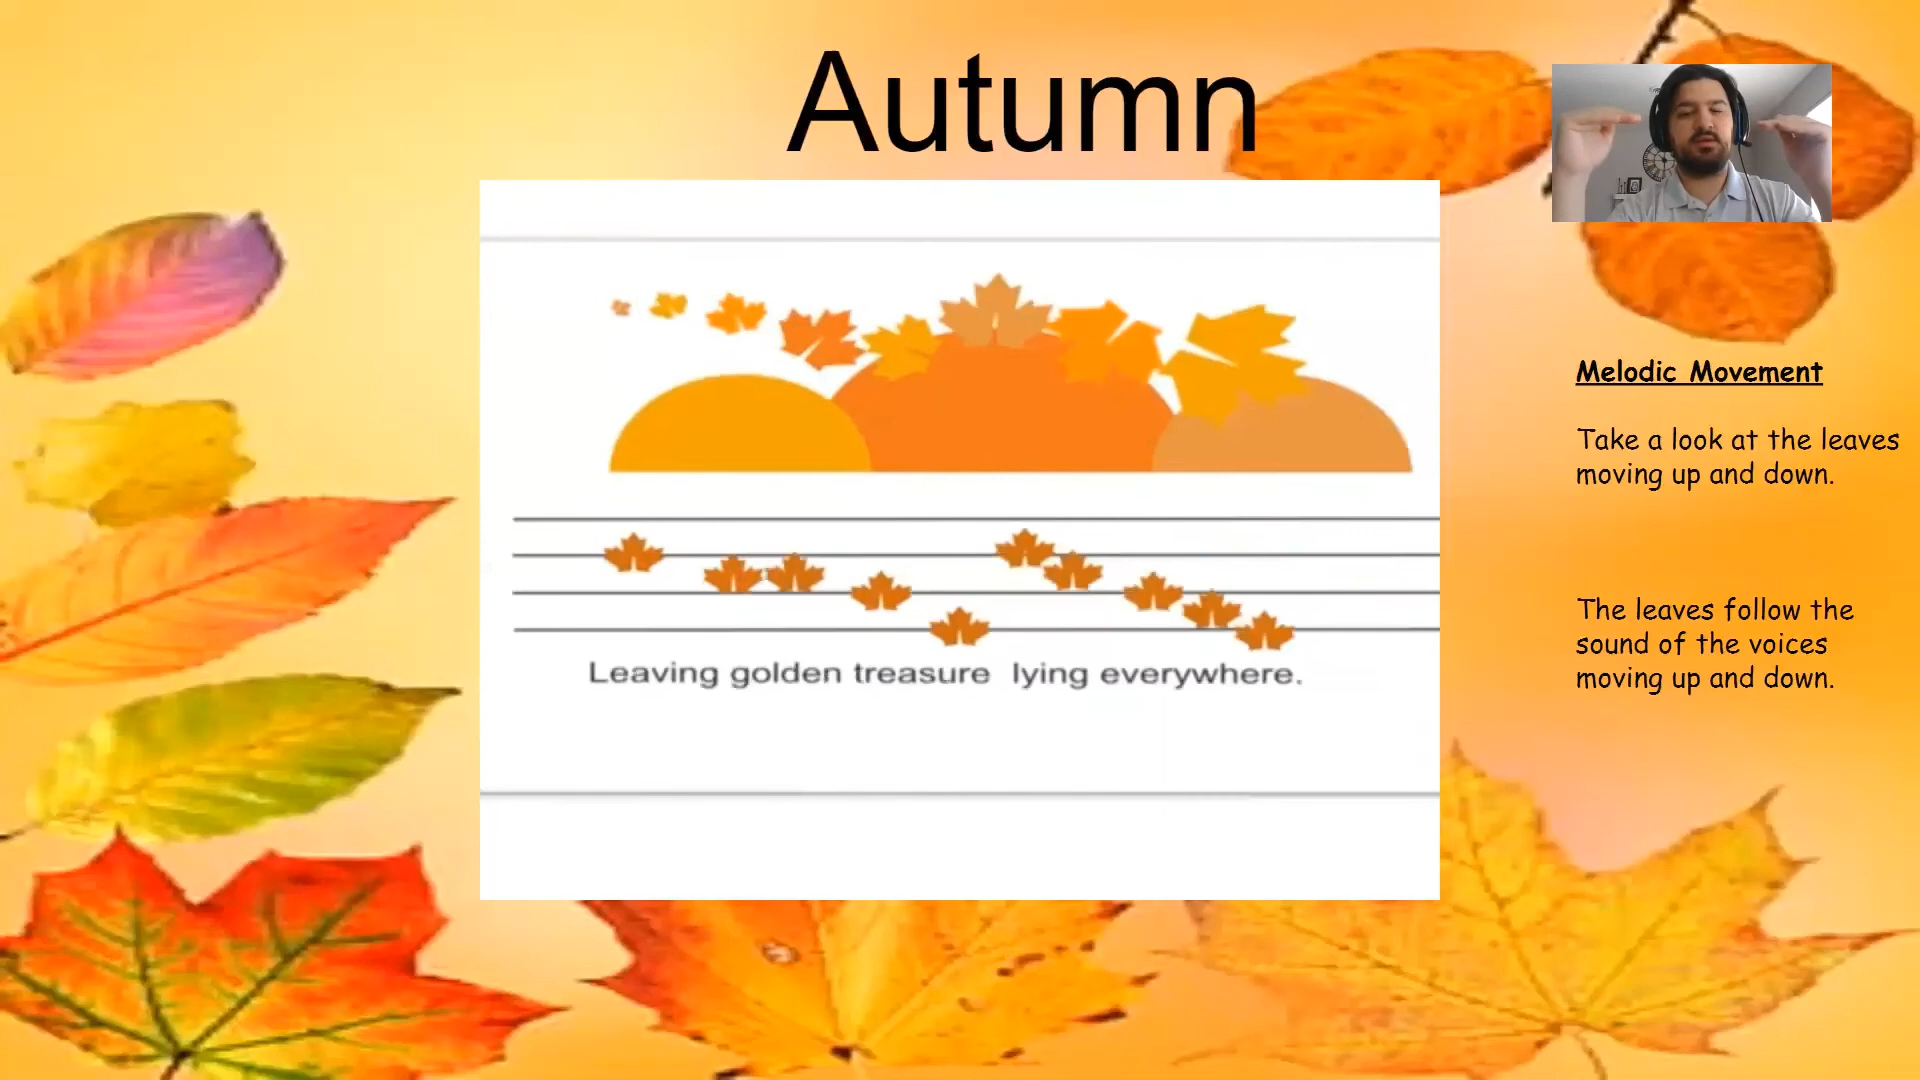 Autumn
Leaving golden treasure lying everywhere.
Melodic Movement
Take a look at the leaves
moving up and down.
The leaves follow the
sound of the voices
moving up and down.